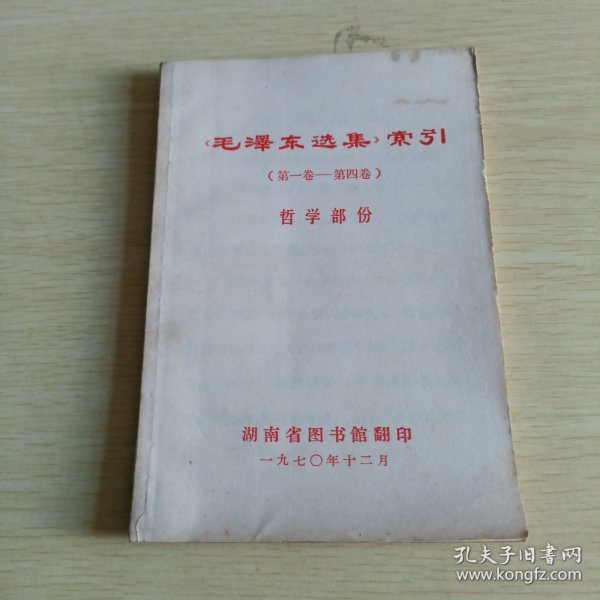 《毛澤东选集》索引
（第一卷—第四卷）
哲学部份
湖南省图书舘翻印
一九七〇年十二月
孔夫子旧书网
www.kongfz.com